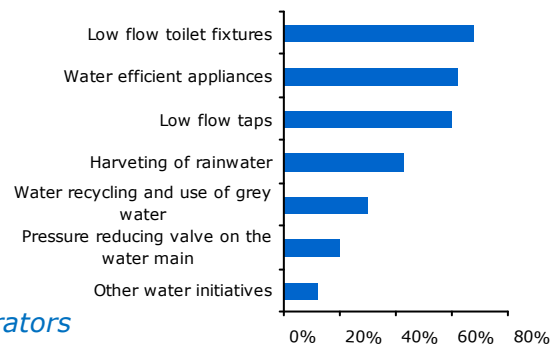 Low flow toilet fixtures
Water efficient appliances
Low flow taps
Harveting of rainwater
Water recycling and use of grey
water
Pressure reducing valve on the
water main
Other water initiatives
rators
0% 20% 40% 60% 80%